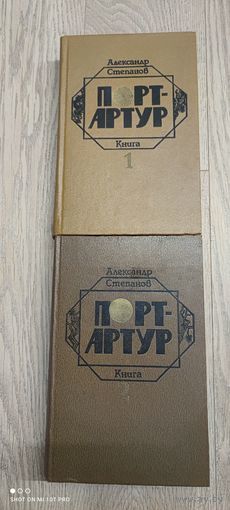 Александр
Степанов
ПОРТ-
АРТУР
Книга
1
Александр
Степанов
ПОРТ-
АРТУР
Книга
SHOT ON MI 10T PRO